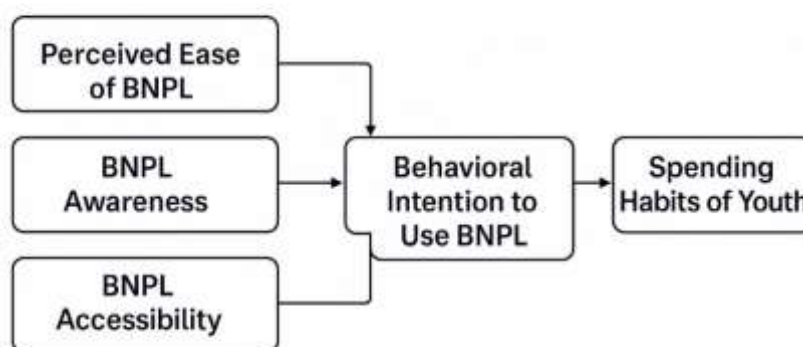 Perceived Ease
of BNPL
BNPL
Awareness
BNPL
Accessibility
Behavioral
Intention to
Use BNPL
Spending
Habits of Youth